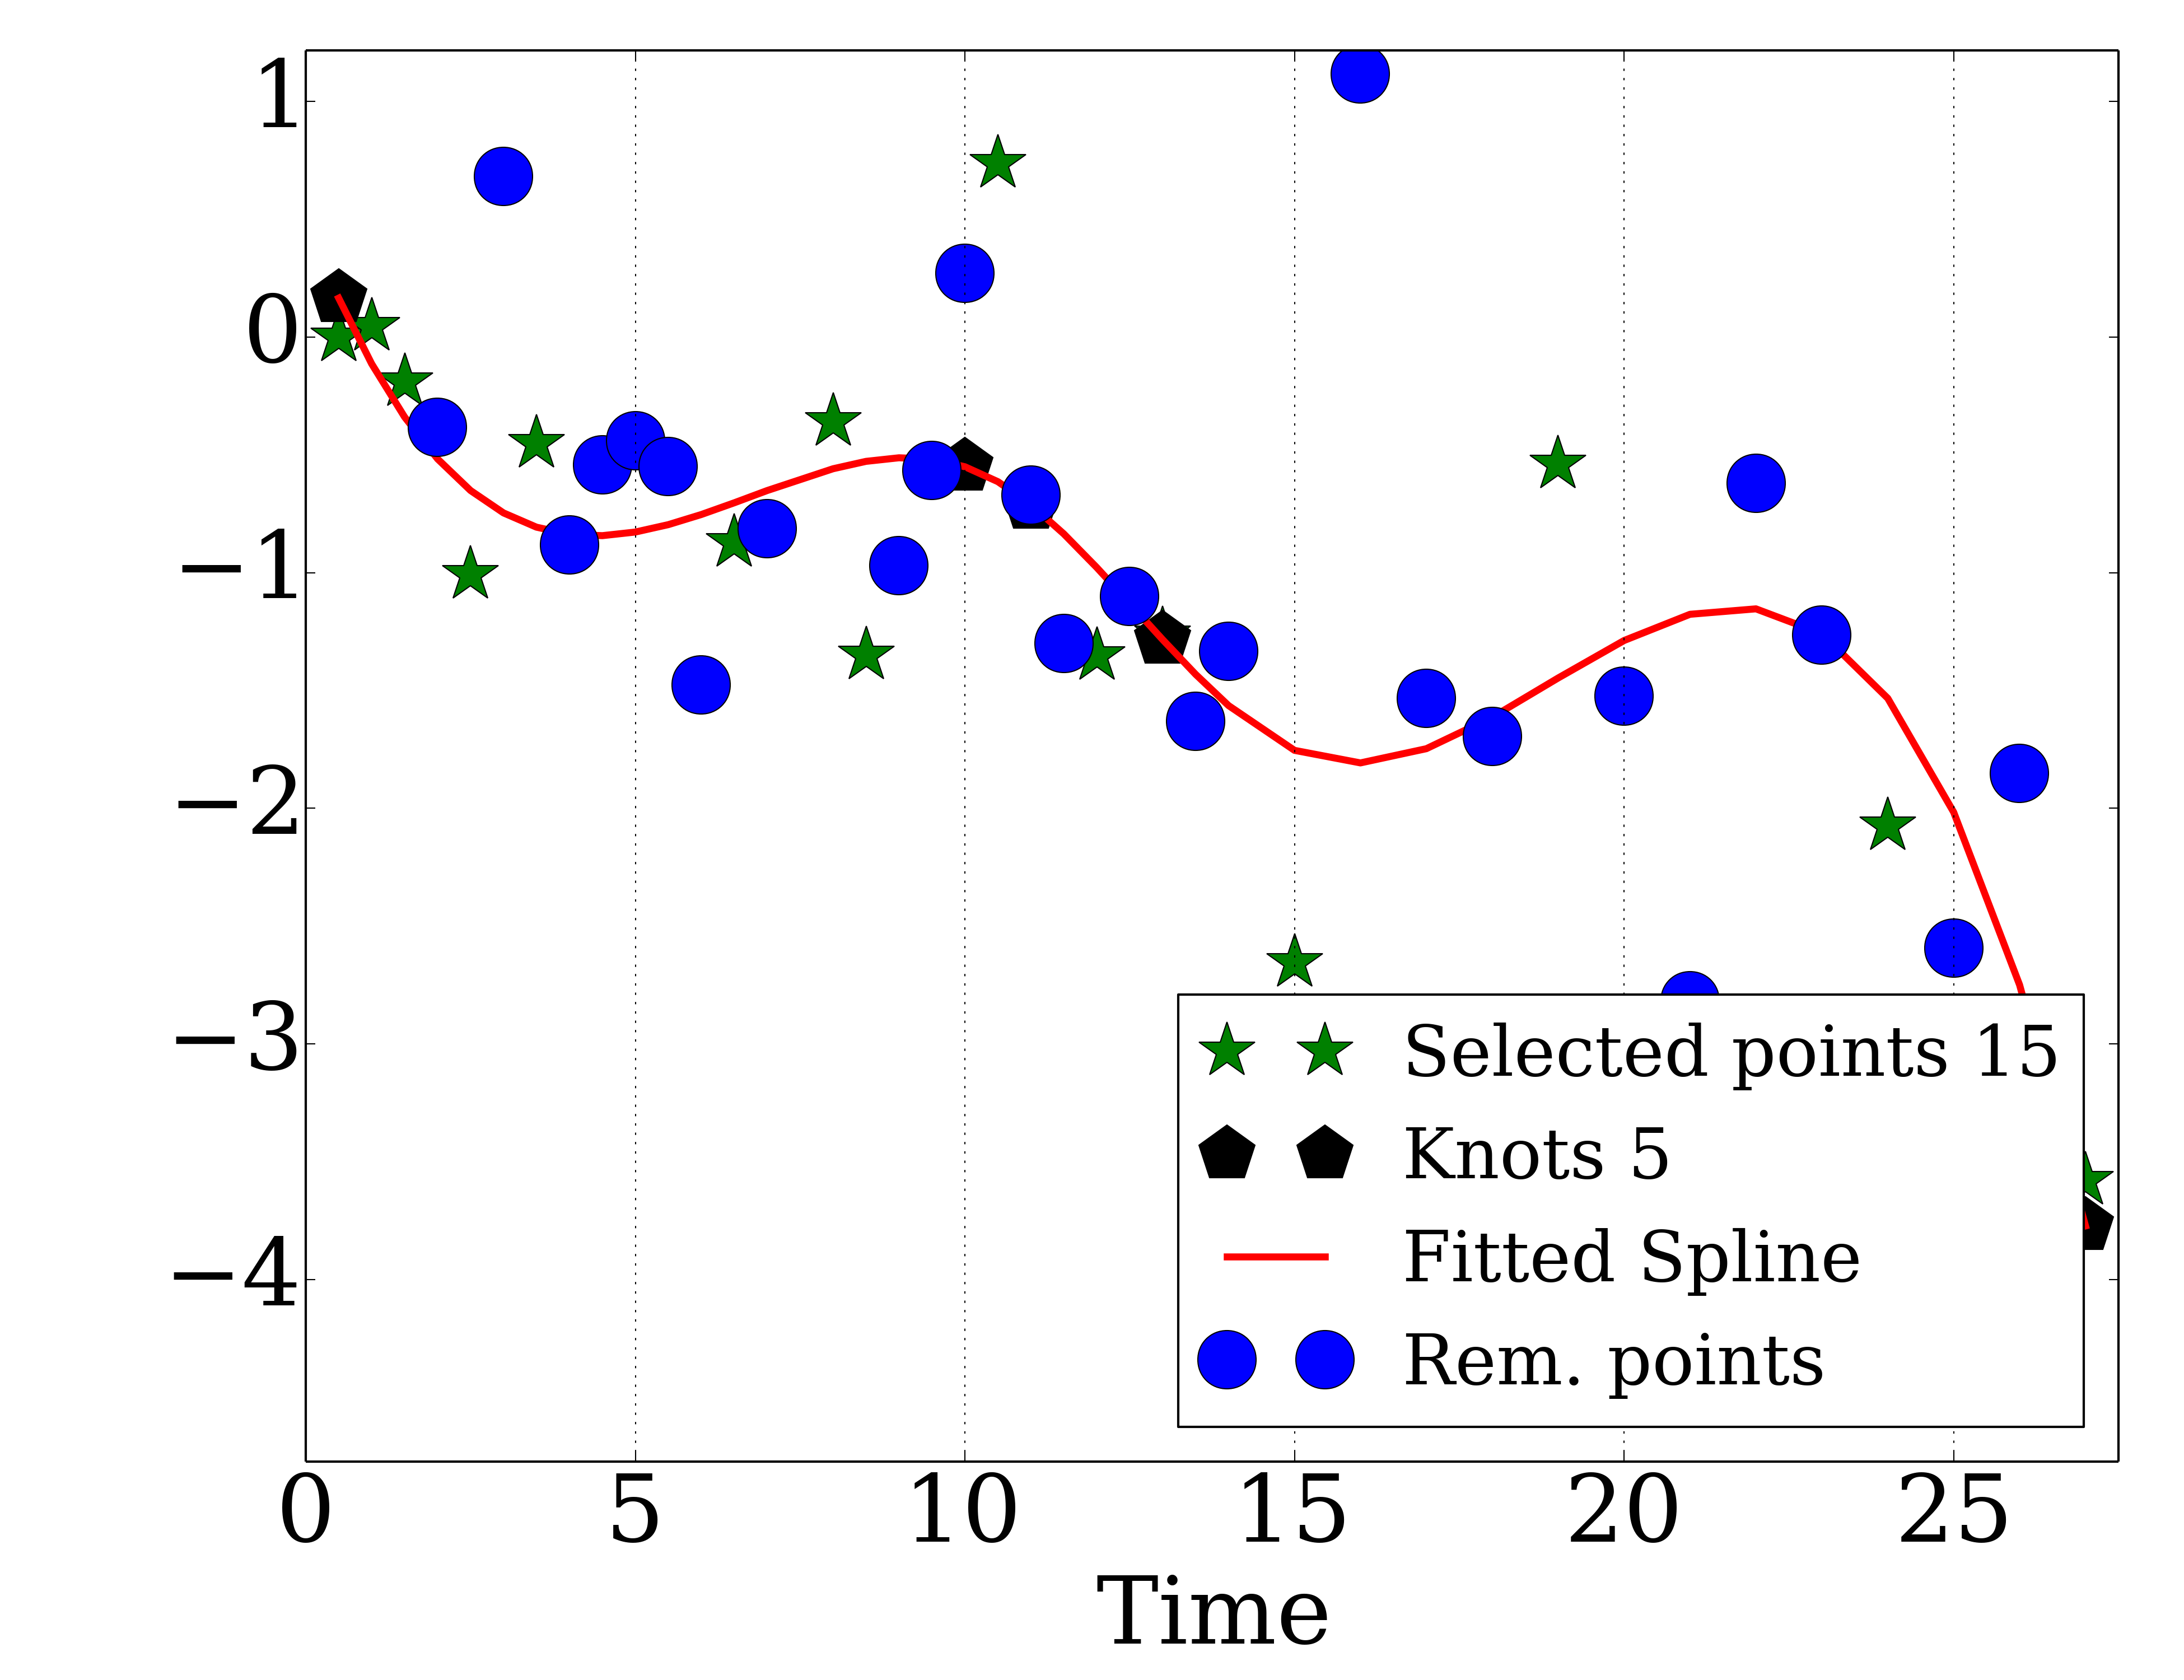 1
0
−1
−2
−3
−4
Selected points 15
Knots 5
Fitted Spline
Rem. points
0 5 10 15 20 25
Time